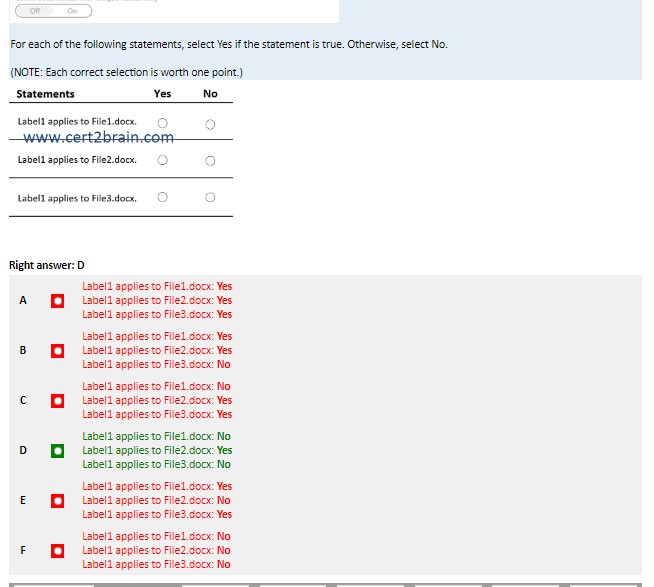 Off On
For each of the following statements, select Yes if the statement is true. Otherwise, select No.
(NOTE: Each correct selection is worth one point.)
Statements Yes No
Label1 applies to File1.docx.
www.cert2brain.com
Label1 applies to File2.docx.
Label1 applies to File3.docx.
Right answer: D
Label1 applies to File1.docx: Yes
A Label1 applies to File2.docx: Yes
Label1 applies to File3.docx: Yes
Label1 applies to File1.docx: Yes
B Label1 applies to File2.docx: Yes
Label1 applies to File3.docx: No
Label1 applies to File1.docx: No
C Label1 applies to File2.docx: Yes
Label1 applies to File3.docx: Yes
Label1 applies to File1.docx: No
D Label1 applies to File2.docx: Yes
Label1 applies to File3.docx: No
Label1 applies to File1.docx: Yes
E Label1 applies to File2.docx: No
Label1 applies to File3.docx: Yes
Label1 applies to File1.docx: No
F Label1 applies to File2.docx: No
Label1 applies to File3.docx: No